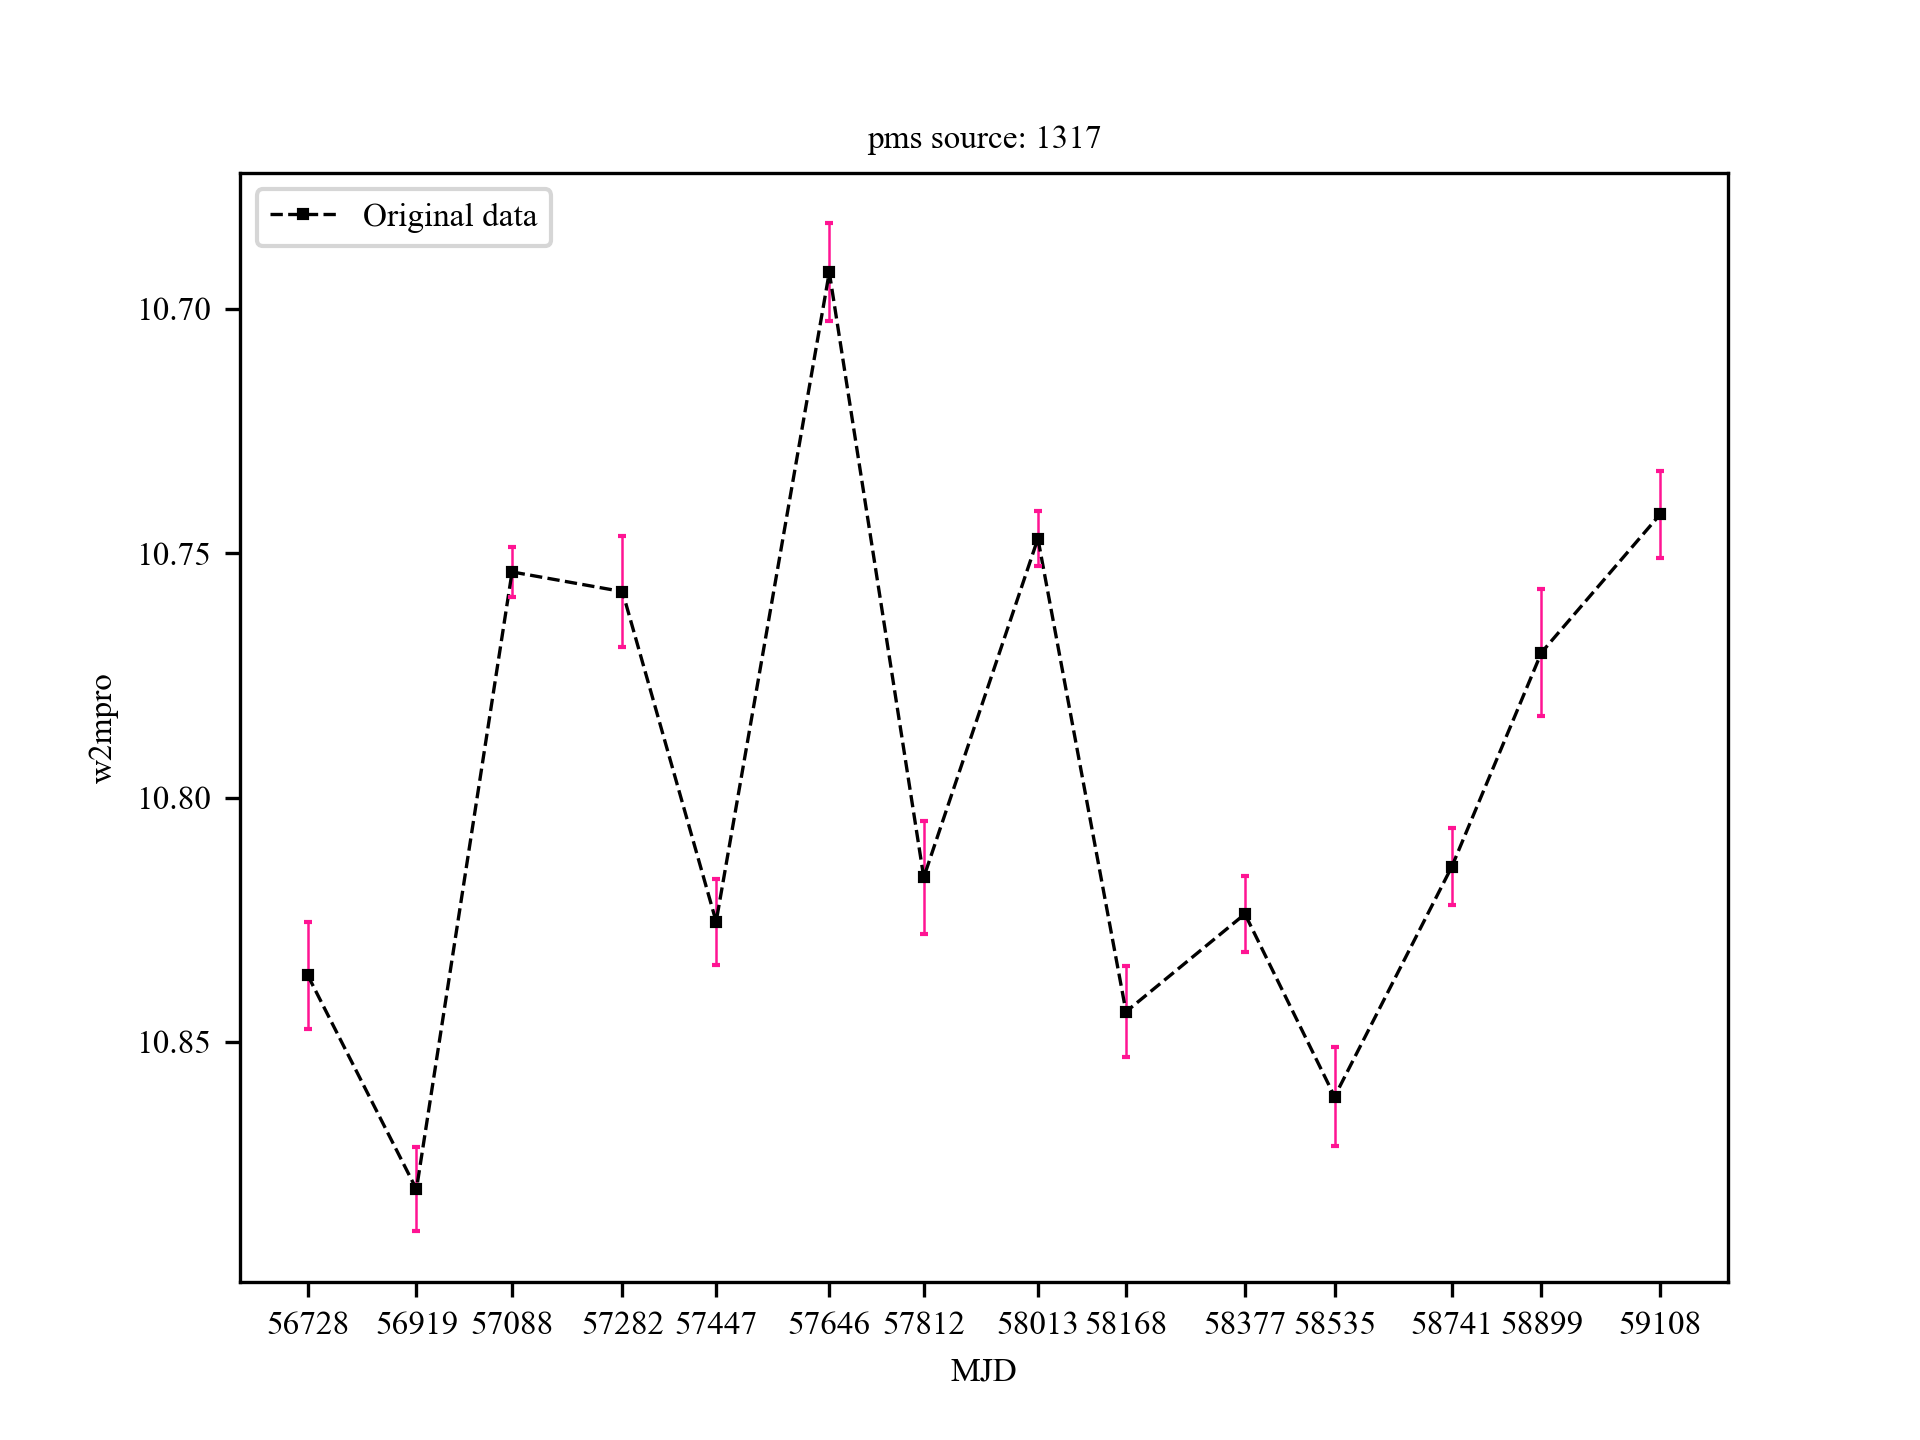 pms source: 1317
Original data
10.70
10.75
10.80
10.85
w2mpro
56728 56919 57088 57282 57447 57646 57812 58013 58168 58377 58535 58741 58899 59108
MJD